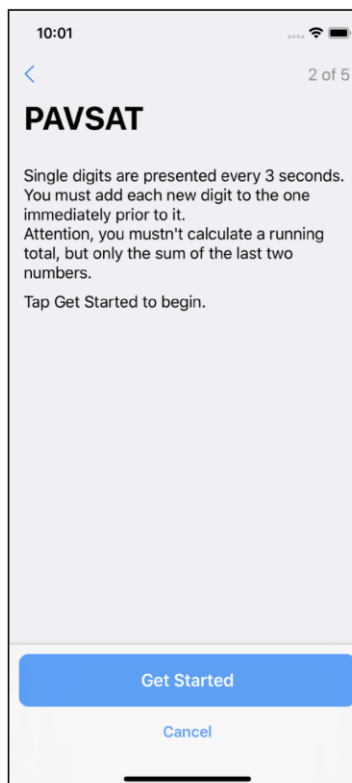 10:01
2 of 5
PAVSAT
Single digits are presented every 3 seconds.
You must add each new digit to the one
immediately prior to it.
Attention, you mustn't calculate a running
total, but only the sum of the last two
numbers.
Tap Get Started to begin.
Get Started
Cancel